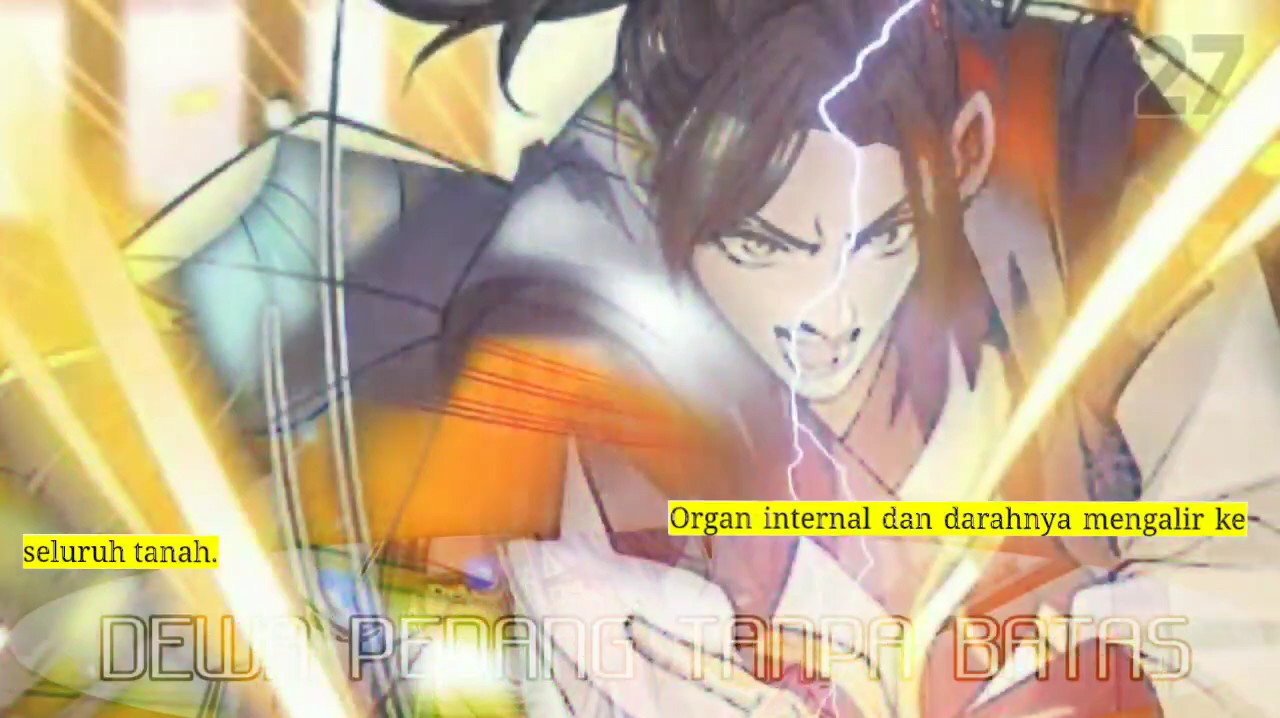 27
Organ internal dan darahnya mengalir ke
seluruh tanah.
DEWA PEDANG TANPA BATAS